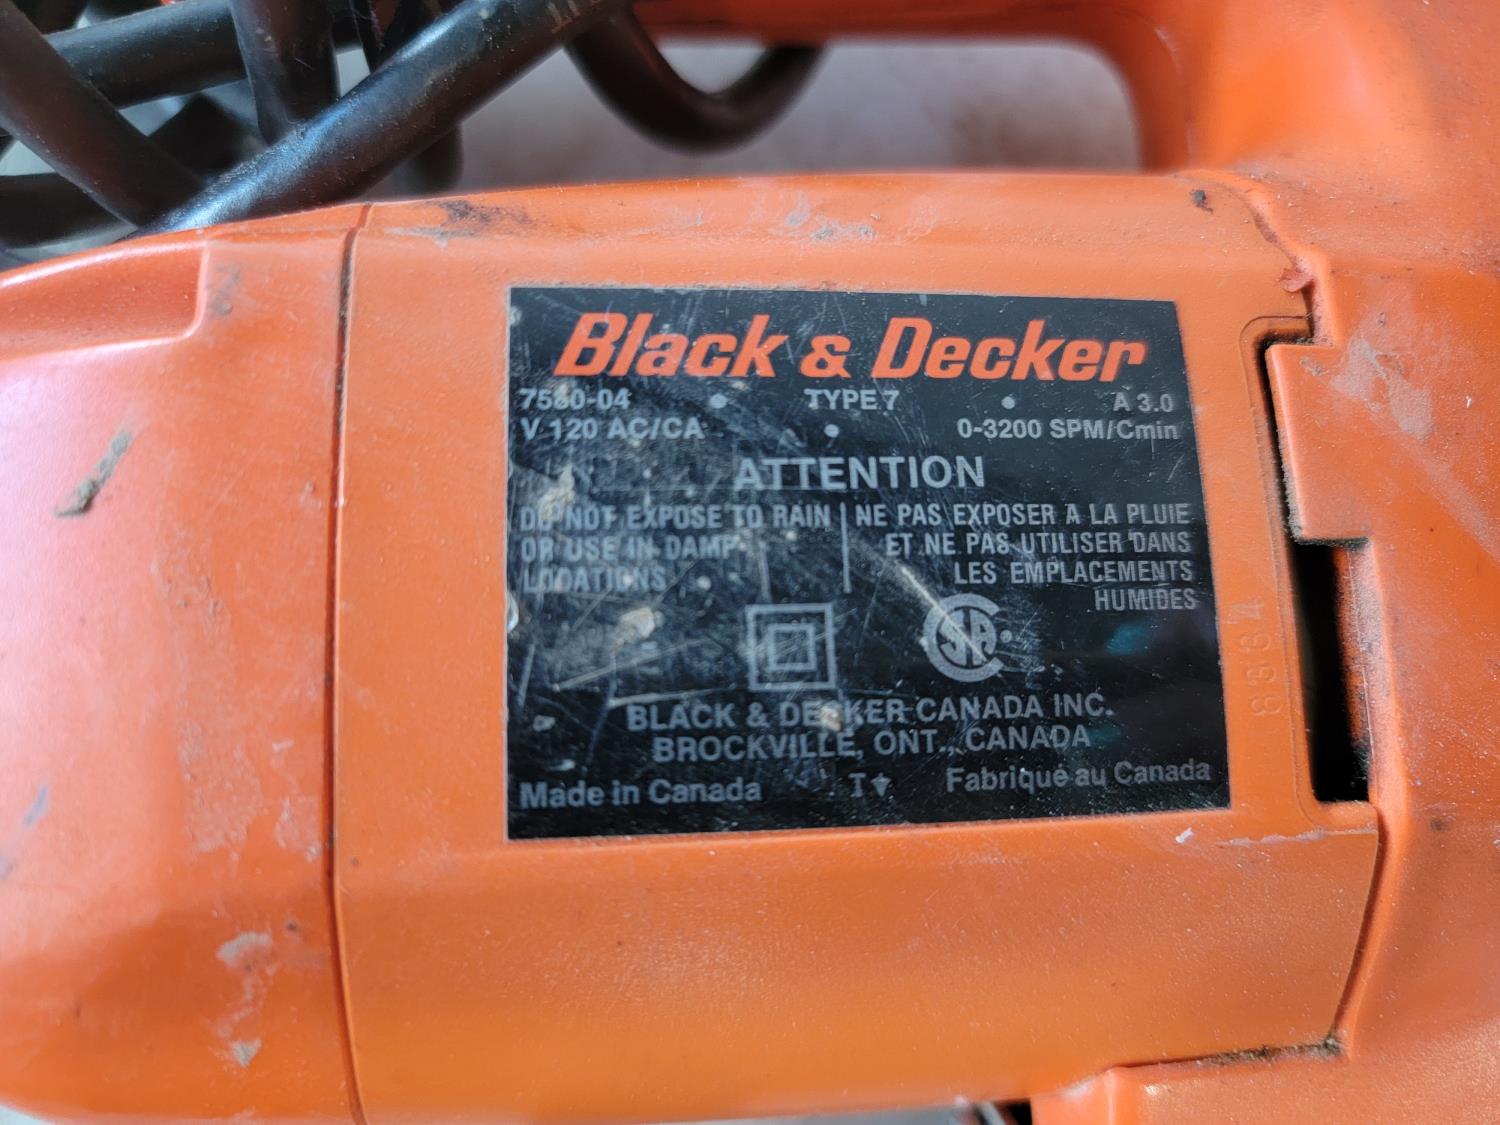 Black & Decker
7580-04 • TYPE 7 • A 3.0
V 120 AC/CA • 0-3200 SPM/Cmin
ATTENTION
DO NOT EXPOSE TO RAIN
OR USE IN DAMP
LOCATIONS
NE PAS EXPOSER A LA PLUIE
ET NE PAS UTILISER DANS
LES EMPLACEMENTS
HUMIDES
BLACK & DECKER CANADA INC.
BROCKVILLE, ONT., CANADA
Made in Canada
Fabriqué au Canada